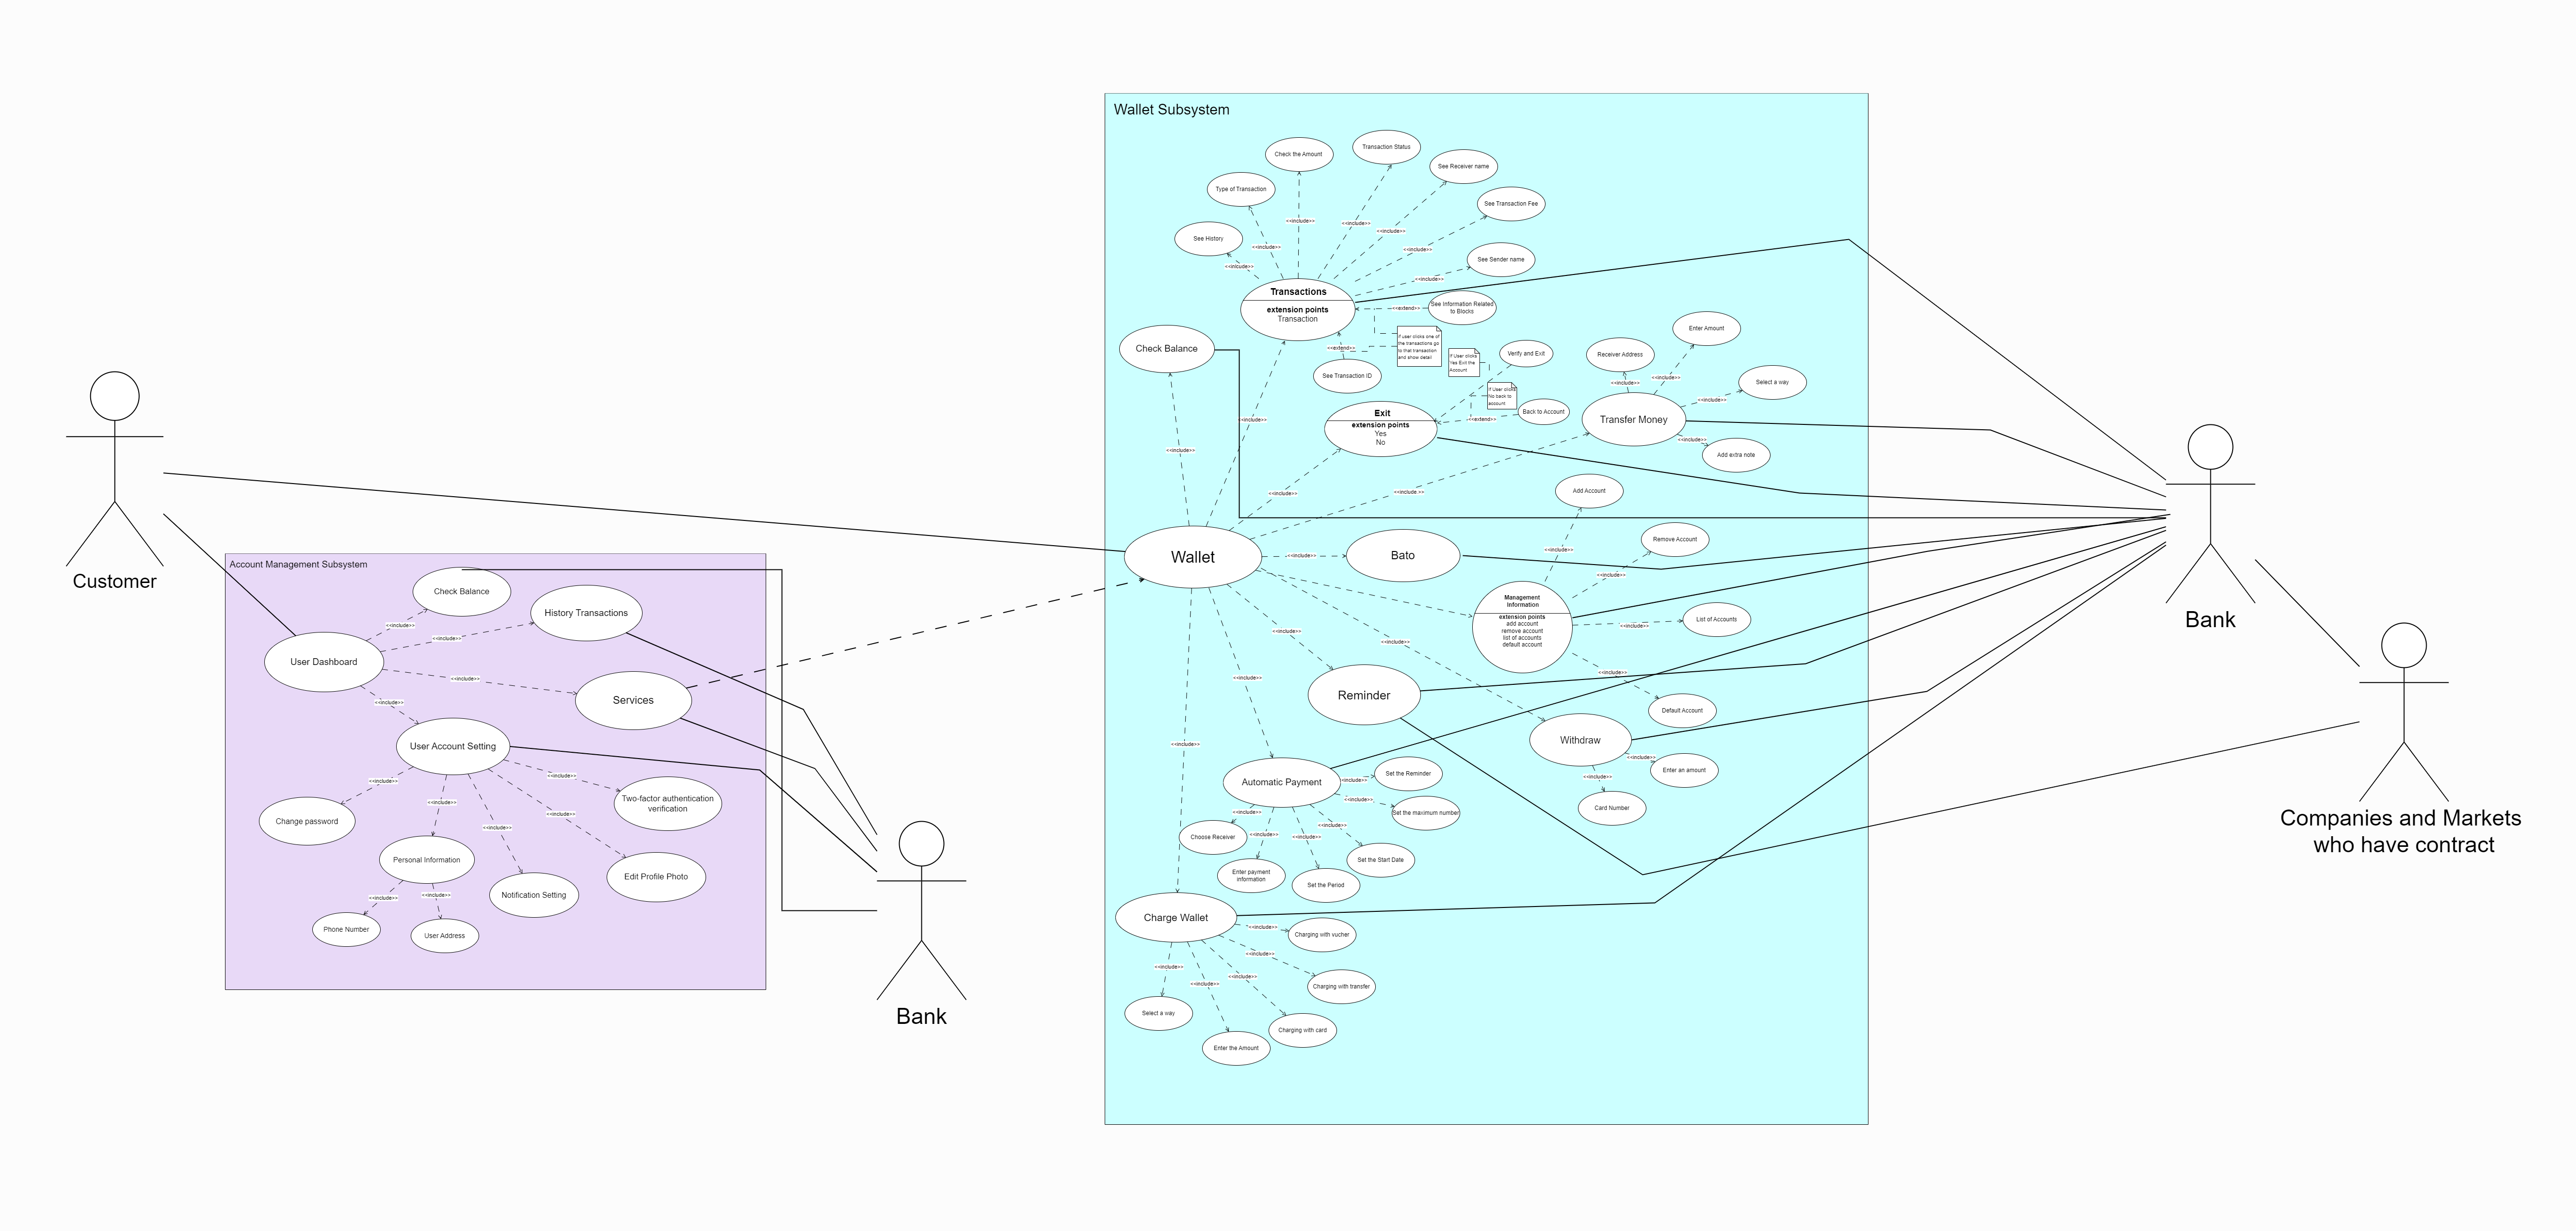 Wallet Subsystem
Check the Amount
Transaction Status
See Receiver name
Type of Transaction
See Transaction Fee
See History
See Sender name
<<include>>
<<include>>
<<include>>
<<include>>
<<include>>
<<include>>
<<include>>
Transactions
extension points
Transaction
See Information Related
to Blocks
<<extend>>
If user clicks one of
the transactions go
to that transaction
and show detail
<<extend>>
See Transaction ID
If User clicks
Yes Exit the
Account
Verify and Exit
If User clicks
No back to
account
Back to Account
<<extend>>
Exit
extension points
Yes
No
Enter Amount
Receiver Address
Select a way
<<include>>
<<include>>
<<include>>
Transfer Money
<<include>>
Add extra note
Check Balance
<<include>>
<<include>>
<<include>>
<<include.>>
<<include>>
Wallet
Bato
Add Account
Remove Account
<<include>>
<<include>>
Management
Information
extension points
add account
remove account
list of accounts
default account
<<include>>
List of Accounts
<<include>>
Default Account
<<include>>
<<include>>
<<include>>
<<include>>
Reminder
Withdraw
<<include>>
Enter an amount
<<include>>
Card Number
Automatic Payment
<<include>>
Set the Reminder
<<include>>
Set the maximum number
<<include>>
Choose Receiver
<<include>>
Enter payment
information
<<include>>
Set the Period
<<include>>
Set the Start Date
Charge Wallet
<<include>>
Charging with vucher
<<include>>
Charging with transfer
<<include>>
Charging with card
<<include>>
Enter the Amount
<<include>>
Select a way
Customer
Account Management Subsystem
Check Balance
History Transactions
<<include>>
<<include>>
User Dashboard
<<include>>
Services
<<include>>
User Account Setting
<<include>>
Two-factor authentication
verification
<<include>>
Change password
<<include>>
Personal Information
<<include>>
Notification Setting
<<include>>
Edit Profile Photo
<<include>>
Phone Number
<<include>>
User Address
Bank
Bank
Companies and Markets
who have contract